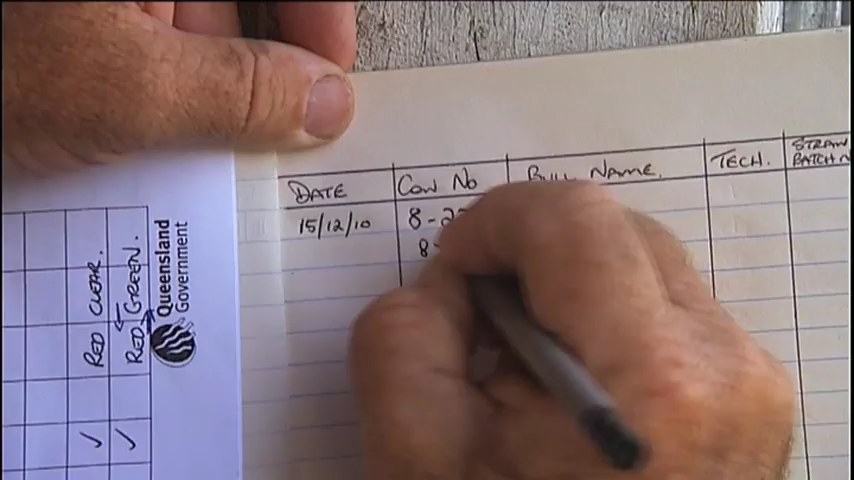 DATE
COW NO
BULL NAME.
TECH.
STRAW
BATCH N
15/12/10
8-22
8-
Queensland
Government
RED CLEAR.
RED GREEN.